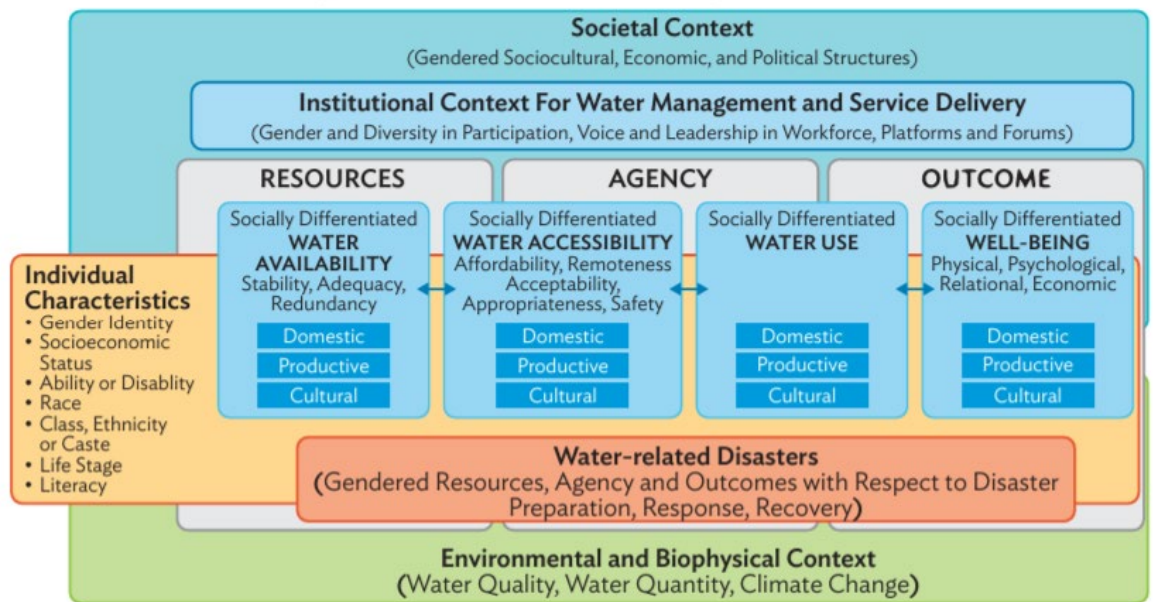 Societal Context
(Gendered Sociocultural, Economic, and Political Structures)
Institutional Context For Water Management and Service Delivery
(Gender and Diversity in Participation, Voice and Leadership in Workforce, Platforms and Forums)
RESOURCES
AGENCY
OUTCOME
Individual
Characteristics
• Gender Identity
• Socioeconomic
Status
• Ability or Disablity
• Race
• Class, Ethnicity
or Caste
• Life Stage
• Literacy
Socially Differentiated
WATER
AVAILABILITY
Stability, Adequacy,
Redundancy
Domestic
Productive
Cultural
Socially Differentiated
WATER ACCESSIBILITY
Affordability, Remoteness
Acceptability,
Appropriateness, Safety
Domestic
Productive
Cultural
Socially Differentiated
WATER USE
Domestic
Productive
Cultural
Socially Differentiated
WELL-BEING
Physical, Psychological,
Relational, Economic
Domestic
Productive
Cultural
Water-related Disasters
(Gendered Resources, Agency and Outcomes with Respect to Disaster
Preparation, Response, Recovery)
Environmental and Biophysical Context
(Water Quality, Water Quantity, Climate Change)